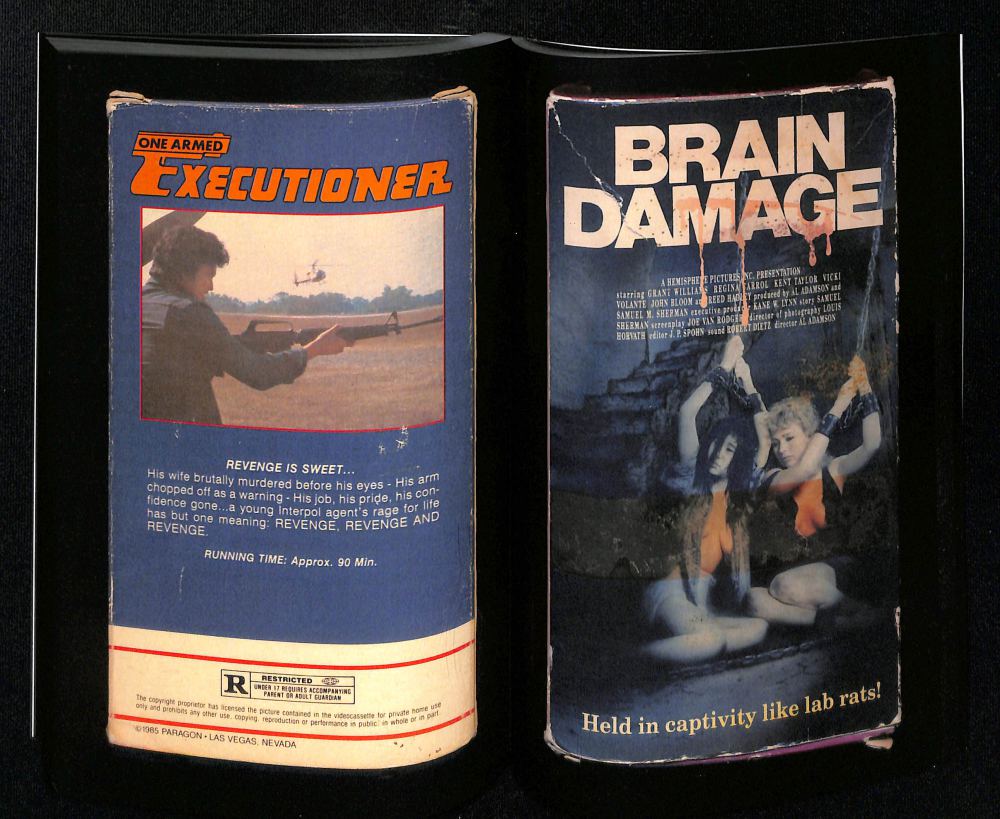 ONE ARMED
EXECUTIONER
REVENGE IS SWEET...
His wife brutally murdered before his eyes - His arm
chopped off as a warning - His job, his pride, his con-
fidence gone...a young Interpol agent's rage for life
has but one meaning: REVENGE, REVENGE AND
REVENGE.
RUNNING TIME: Approx. 90 Min.
R
RESTRICTED
UNDER 17 REQUIRES ACCOMPANYING
PARENT OR ADULT GUARDIAN
The copyright proprietor has licensed the picture contained in the videocassette for private home use
only and prohibits any other use, copying, reproduction or performance in public, in whole or in part.
©1985 PARAGON • LAS VEGAS, NEVADA
BRAIN
DAMAGE
A HEMISPHERE PICTURES INC. PRESENTATION
starring GRANT WILLIAMS REGINA CARROL KENT TAYLOR VICKI
VOLANTE JOHN BLOOM and REED HADLEY produced by AL ADAMSON and
SAMUEL M. SHERMAN executive producer KANE W. LYNN story SAMUEL
SHERMAN screenplay JOE VAN RODGERS director of photography LOUIS
HORVATH editor J. P. SPOHN sound ROBERT DIETZ director AL ADAMSON
Held in captivity like lab rats!